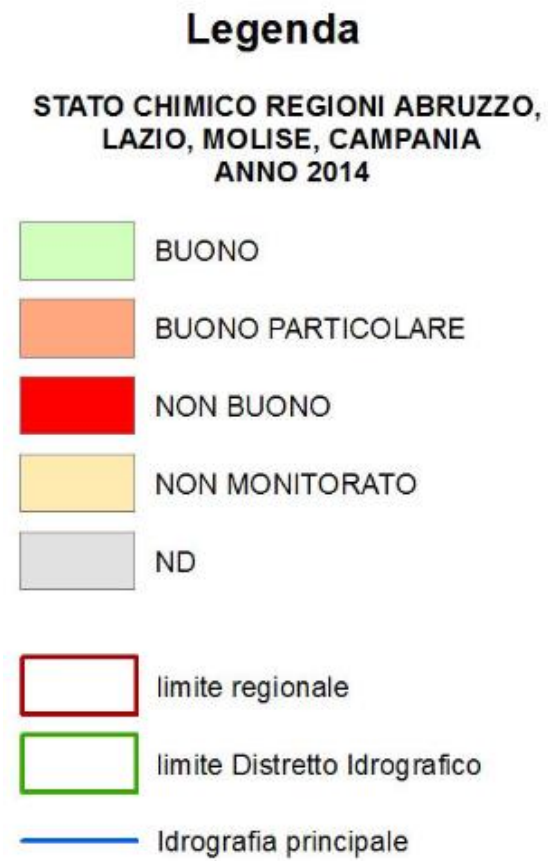 Legenda
STATO CHIMICO REGIONI ABRUZZO,
LAZIO, MOLISE, CAMPANIA
ANNO 2014
BUONO
BUONO PARTICOLARE
NON BUONO
NON MONITORATO
ND
limite regionale
limite Distretto Idrografico
Idrografia principale